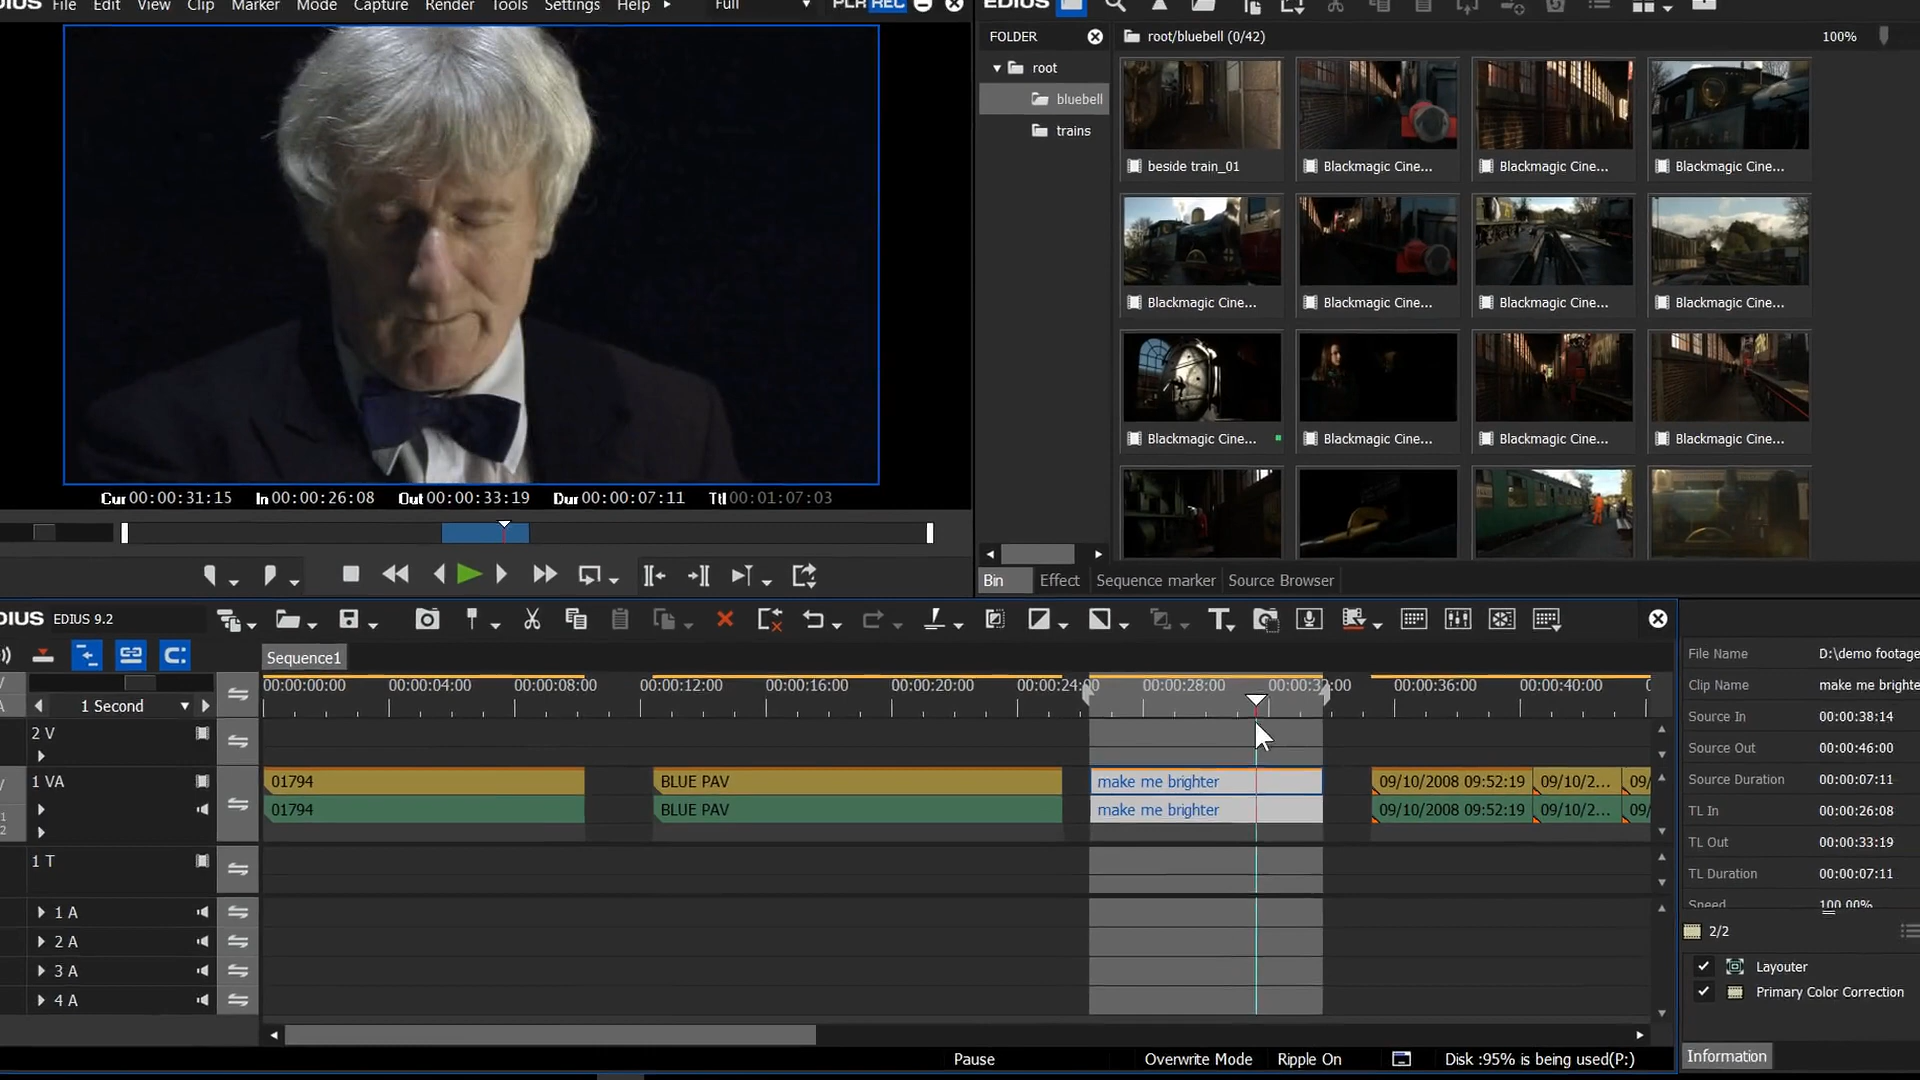 File Edit View Clip Marker Mode Capture Render Tools Settings Help Full PLR REC
EDIUS
FOLDER
root/bluebell (0/42) 100%
root
bluebell
trains
beside train_01 Blackmagic Cine... Blackmagic Cine... Blackmagic Cine...
Blackmagic Cine... Blackmagic Cine... Blackmagic Cine... Blackmagic Cine...
Blackmagic Cine... Blackmagic Cine... Blackmagic Cine... Blackmagic Cine...
Cur 00:00:31:15 In 00:00:26:08 Out 00:00:33:19 Dur 00:00:07:11 Ttl 00:01:07:03
Bin Effect Sequence marker Source Browser
EDIUS 9.2
Sequence1
00:00:00:00 00:00:04:00 00:00:08:00 00:00:12:00 00:00:16:00 00:00:20:00 00:00:24:00 00:00:28:00 00:00:32:00 00:00:36:00 00:00:40:00
1 Second
2 V
1 VA
01794 BLUE PAV make me brighter 09/10/2008 09:52:19 09/10/2... 09/
01794 BLUE PAV make me brighter 09/10/2008 09:52:19 09/10/2... 09/
1 T
1 A
2 A
3 A
4 A
Pause Overwrite Mode Ripple On Disk :95% is being used(P:)
File Name D:\demo footage
Clip Name make me brighte
Source In 00:00:38:14
Source Out 00:00:46:00
Source Duration 00:00:07:11
TL In 00:00:26:08
TL Out 00:00:33:19
TL Duration 00:00:07:11
Speed 100.00%
2/2
Layouter
Primary Color Correction
Information